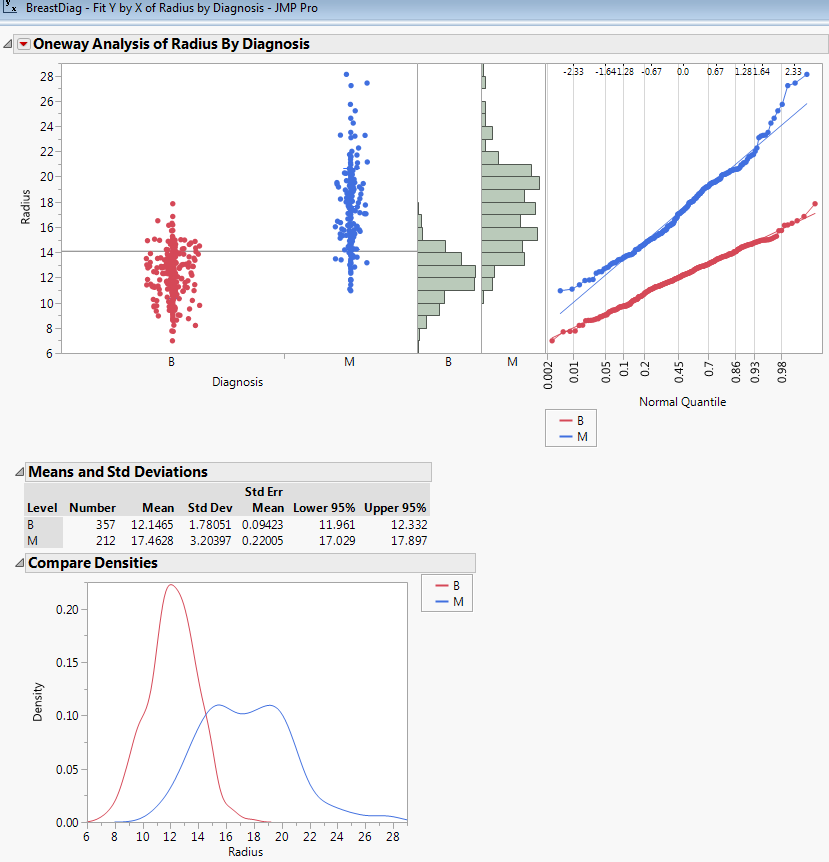 BreastDiag - Fit Y by X of Radius by Diagnosis - JMP Pro
Oneway Analysis of Radius By Diagnosis
28
26
24
22
20
18
16
14
12
10
8
6
Radius
B
M
Diagnosis
B
M
-2.33 -1.64 -1.28 -0.67 0.0 0.67 1.28 1.64 2.33
0.002 0.01 0.05 0.1 0.2 0.45 0.7 0.86 0.93 0.98
Normal Quantile
B
M
Means and Std Deviations
Std Err
Level Number Mean Std Dev Mean Lower 95% Upper 95%
B 357 12.1465 1.78051 0.09423 11.961 12.332
M 212 17.4628 3.20397 0.22005 17.029 17.897
Compare Densities
B
M
0.20
0.15
0.10
0.05
0.00
Density
6 8 10 12 14 16 18 20 22 24 26 28
Radius